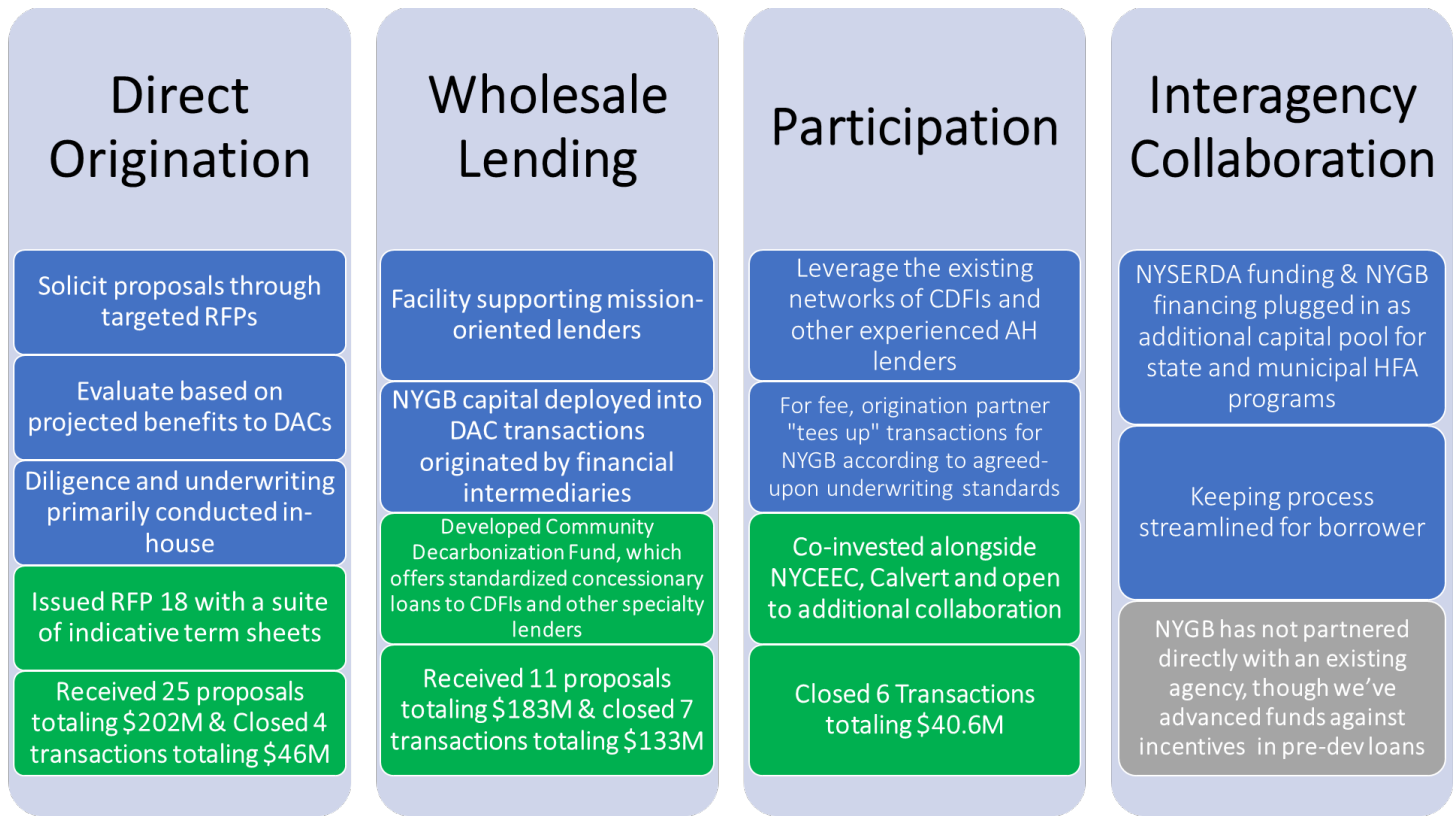 Direct
Origination
Solicit proposals through
targeted RFPs
Evaluate based on
projected benefits to DACs
Diligence and underwriting
primarily conducted in-
house
Issued RFP 18 with a suite
of indicative term sheets
Received 25 proposals
totaling $202M & Closed 4
transactions totaling $46M
Wholesale
Lending
Facility supporting mission-
oriented lenders
NYGB capital deployed into
DAC transactions
originated by financial
intermediaries
Developed Community
Decarbonization Fund, which
offers standardized concessionary
loans to CDFIs and other specialty
lenders
Received 11 proposals
totaling $183M & closed 7
transactions totaling $133M
Participation
Leverage the existing
networks of CDFIs and
other experienced AH
lenders
For fee, origination partner
"tees up" transactions for
NYGB according to agreed-
upon underwriting standards
Co-invested alongside
NYCEEC, Calvert and open
to additional collaboration
Closed 6 Transactions
totaling $40.6M
Interagency
Collaboration
NYSERDA funding & NYGB
financing plugged in as
additional capital pool for
state and municipal HFA
programs
Keeping process
streamlined for borrower
NYGB has not partnered
directly with an existing
agency, though we’ve
advanced funds against
incentives in pre-dev loans